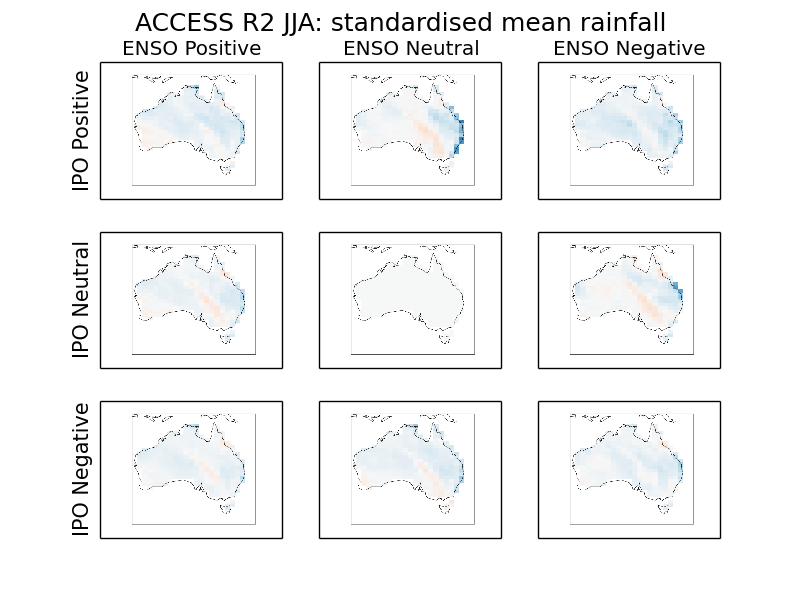 ACCESS R2 JJA: standardised mean rainfall
ENSO Positive ENSO Neutral ENSO Negative
IPO Positive
IPO Neutral
IPO Negative